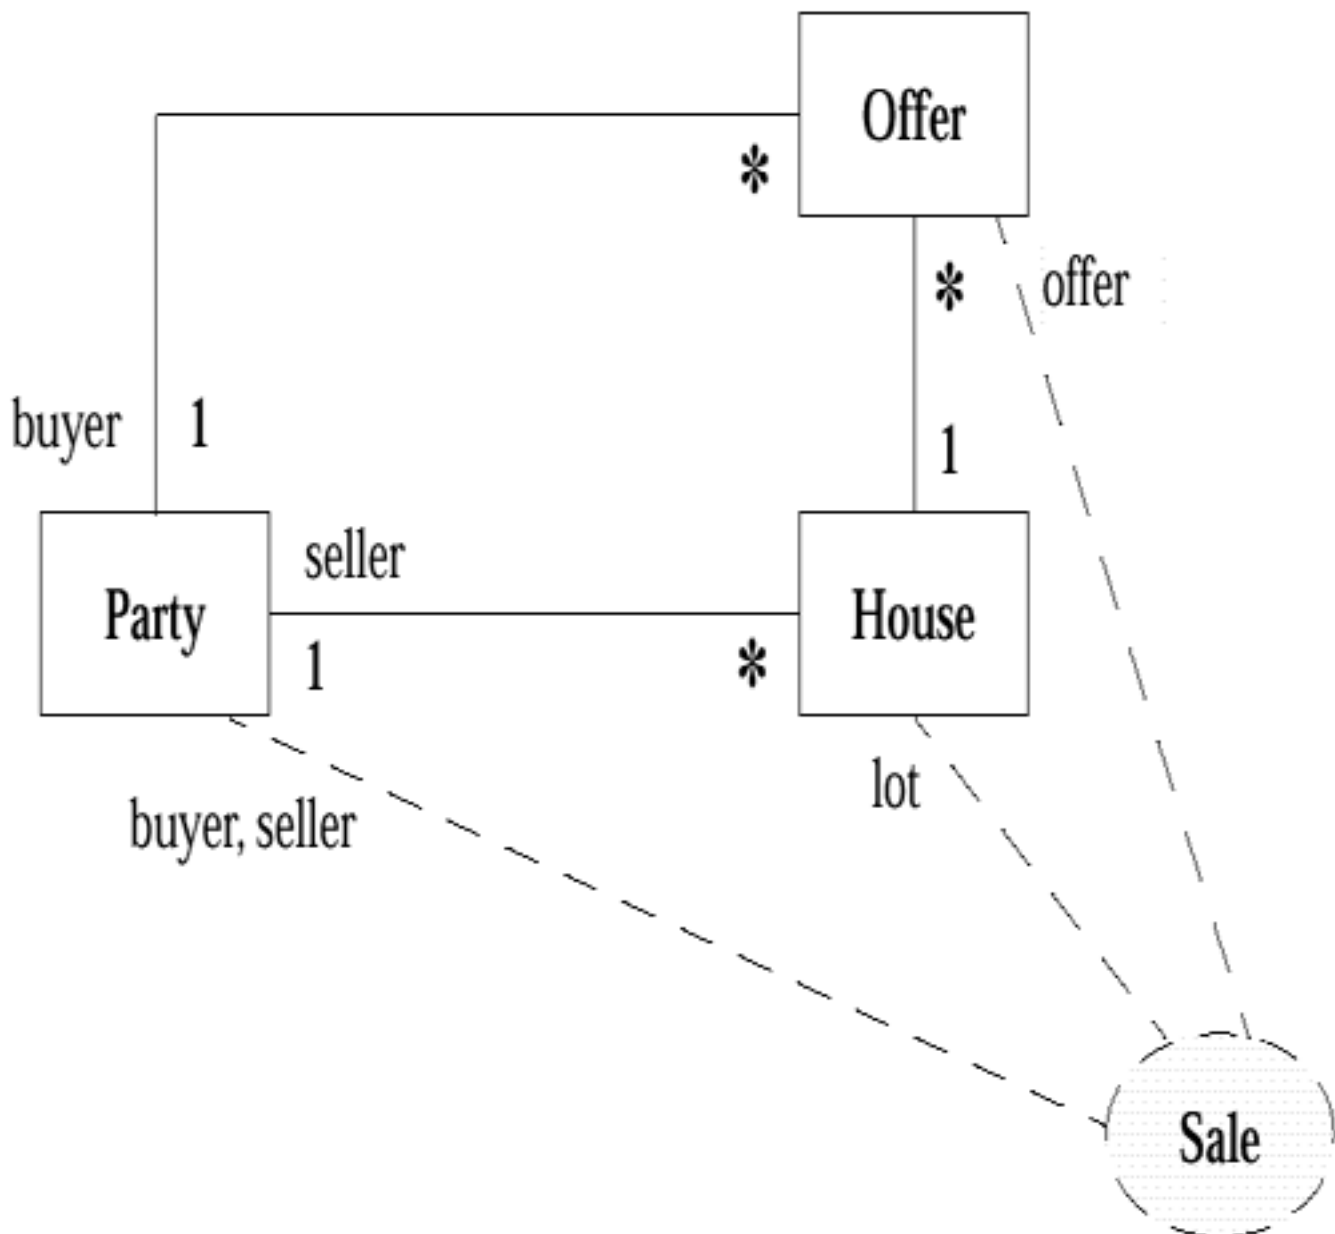 Offer
*
*
offer
buyer
1
1
seller
Party
House
1
*
lot
buyer, seller
Sale